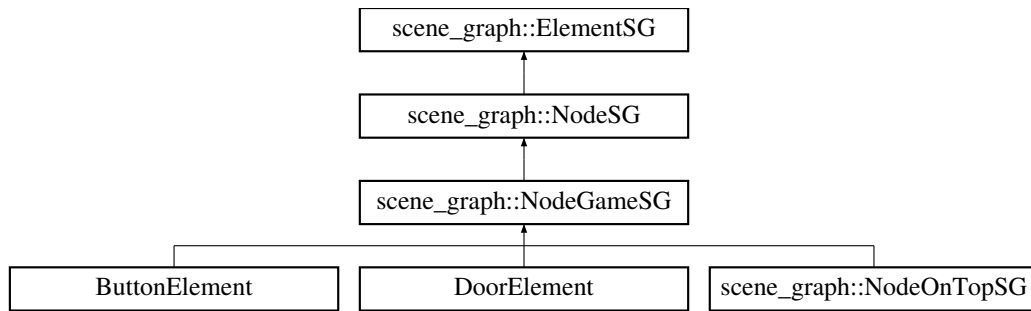 scene_graph::ElementSG
scene_graph::NodeSG
scene_graph::NodeGameSG
ButtonElement
DoorElement
scene_graph::NodeOnTopSG